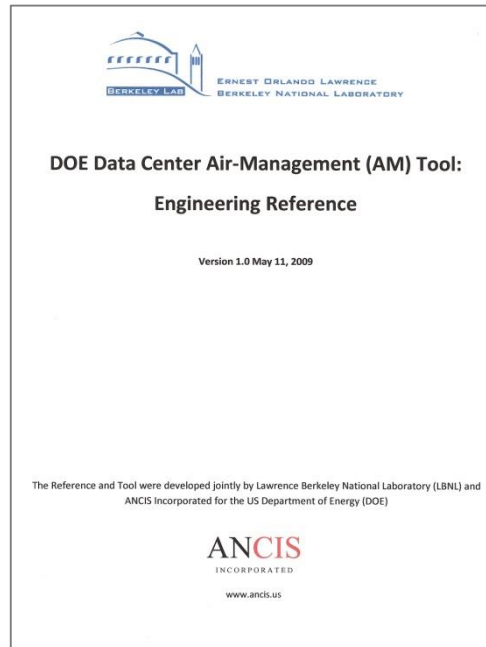 BERKELEY LAB
ERNEST ORLANDO LAWRENCE
BERKELEY NATIONAL LABORATORY
DOE Data Center Air-Management (AM) Tool:
Engineering Reference
Version 1.0 May 11, 2009
The Reference and Tool were developed jointly by Lawrence Berkeley National Laboratory (LBNL) and
ANCIS Incorporated for the US Department of Energy (DOE)
ANCIS
INCORPORATED
www.ancis.us